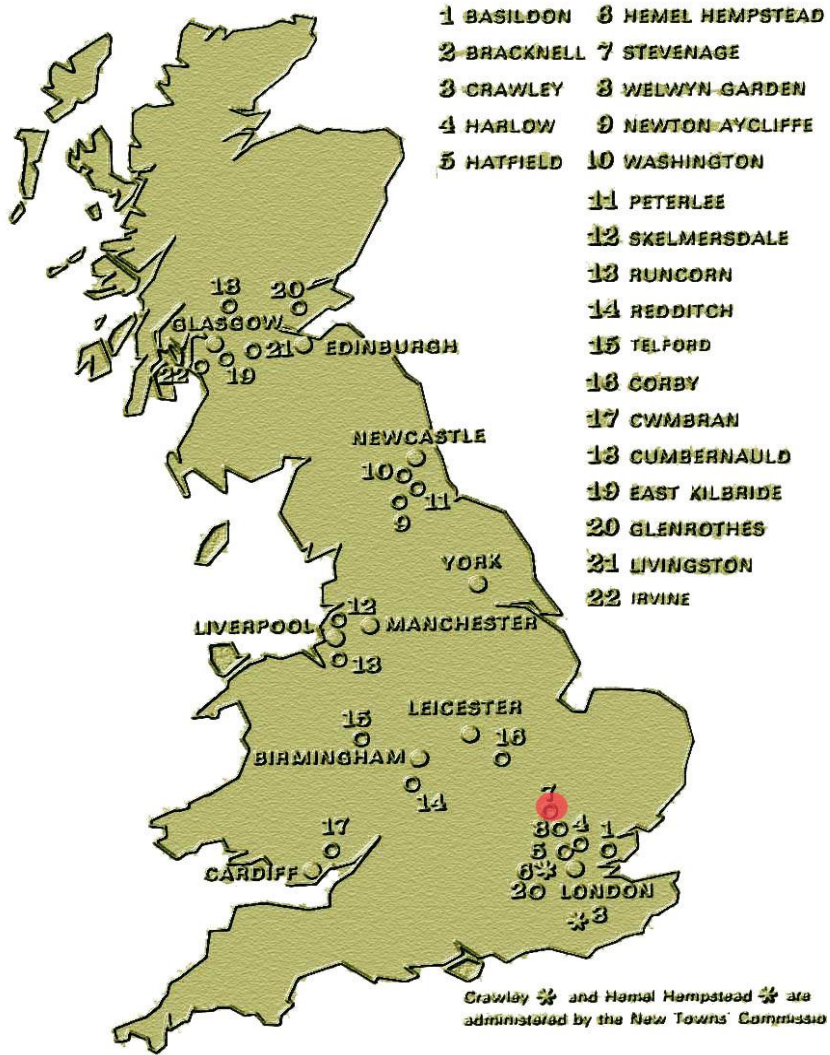 1 BASILDON 6 HEMEL HEMPSTEAD
2 BRACKNELL 7 STEVENAGE
3 CRAWLEY 8 WELWYN GARDEN
4 HARLOW 9 NEWTON AYCLIFFE
5 HATFIELD 10 WASHINGTON
11 PETERLEE
12 SKELMERSDALE
13 RUNCORN
14 REDDITCH
15 TELFORD
16 CORBY
17 CWMBRAN
18 CUMBERNAULD
19 EAST KILBRIDE
20 GLENROTHES
21 LIVINGSTON
22 IRVINE
18 20
GLASGOW
21 EDINBURGH
22 19
NEWCASTLE
10
11
9
YORK
12
LIVERPOOL MANCHESTER
13
LEICESTER
15
16
BIRMINGHAM
14
7
8 4 1
17
5
CARDIFF 6
2 LONDON
3
Crawley * and Hemel Hempstead * are
administered by the New Towns' Commissio